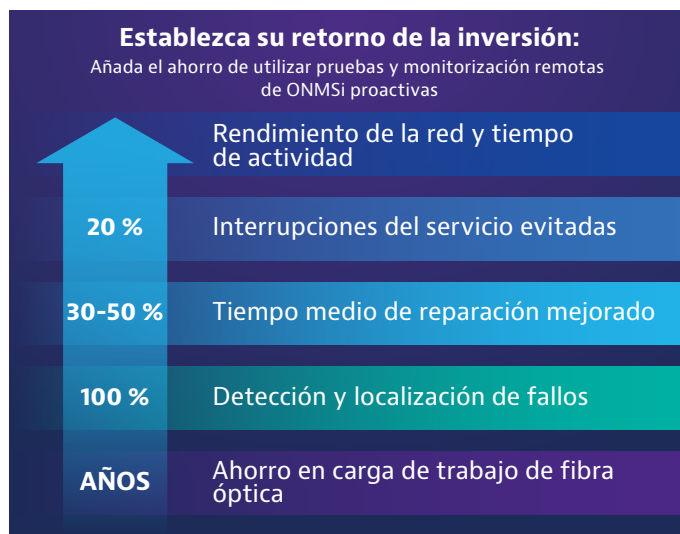 Establezca su retorno de la inversión:
Añada el ahorro de utilizar pruebas y monitorización remotas
de ONMSi proactivas
Rendimiento de la red y tiempo
de actividad
20 % Interrupciones del servicio evitadas
30-50 % Tiempo medio de reparación mejorado
100 % Detección y localización de fallos
AÑOS Ahorro en carga de trabajo de fibra
óptica